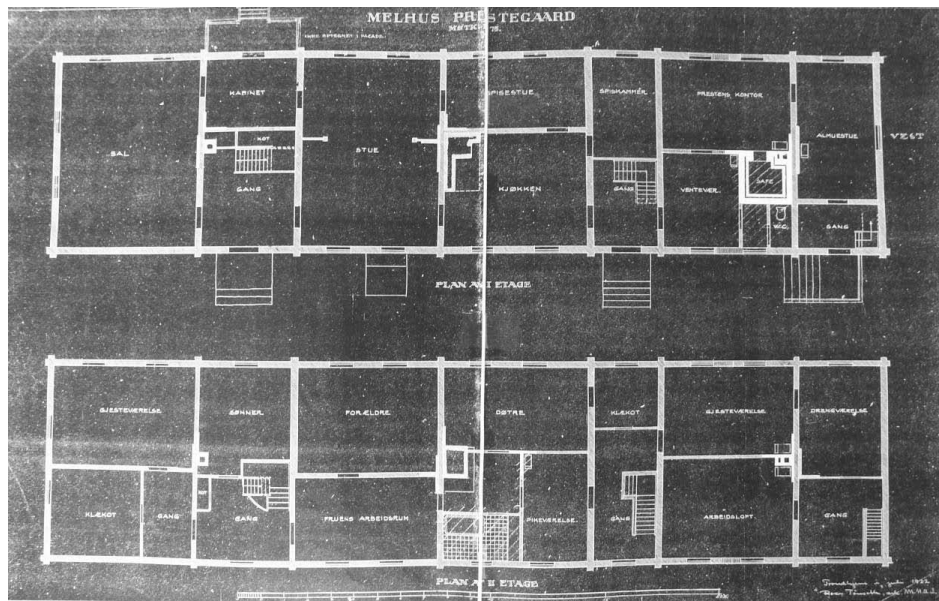 MELHUS PRESTEGAARD
KABINET
SPISESTUE
SPISKAMMER
PRESTENS KONTOR
ALMUESTUE
VEST
SAL
KOT
STUE
GANG
KJØKKEN
GANG
VENTEVER.
SAFE
W.C.
GANG
PLAN AV I ETAGE
GJESTEVÆRELSE
SØNNER
FORÆLDRE
DØTRE
KLÆKOT
GJESTEVÆRELSE
DRENGVÆRELSE
KLÆKOT
GANG
KOT
GANG
FRUENS ARBEIDSRUM
PIKEVÆRELSE.
GANG
ARBEIDSLOFT.
GANG
PLAN AV II ETAGE
1922